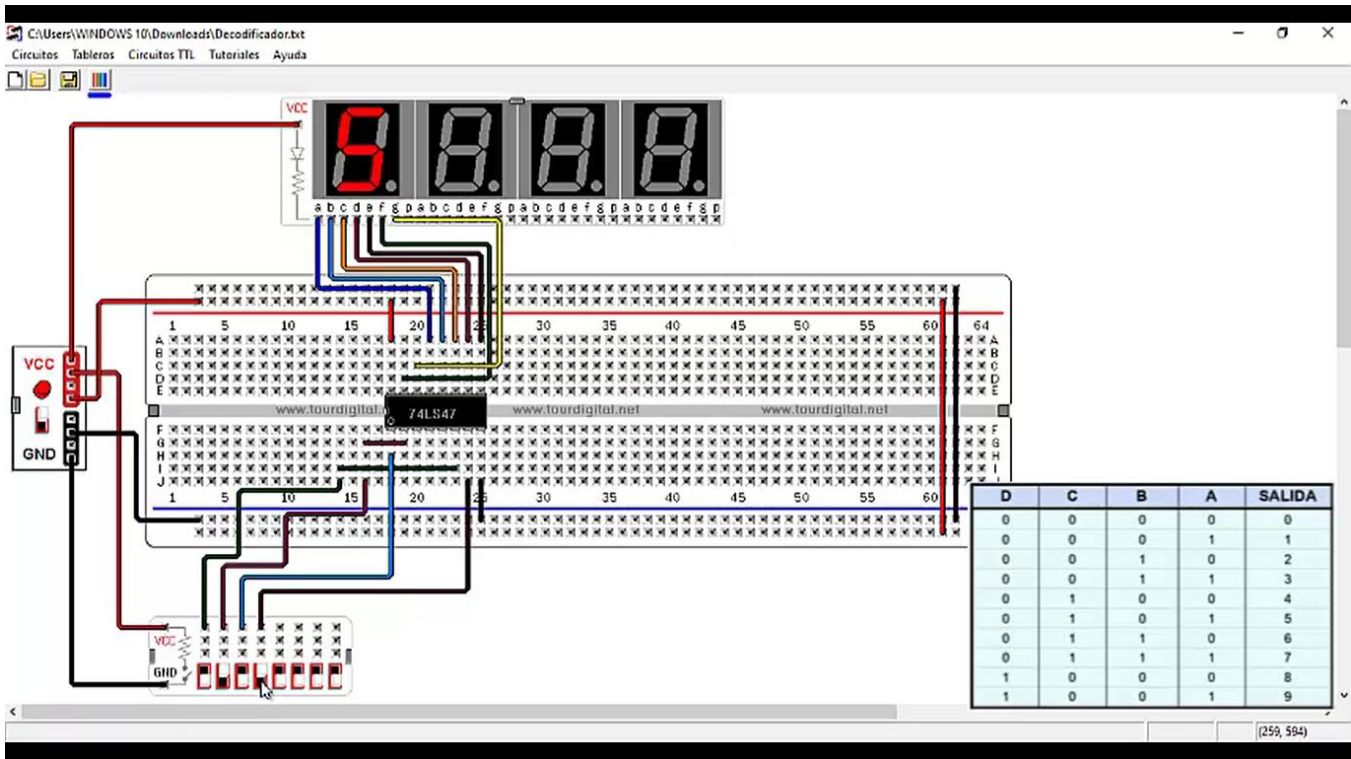 C:\Users\WINDOWS 10\Downloads\Decodificador.txt
Circuitos Tableros Circuitos TTL Tutoriales Ayuda
VCC
5
a b c d e f g p a b c d e f g p a b c d e f g p a b c d e f g p
1 5 10 15 20 25 30 35 40 45 50 55 60 64
A A
B B
C C
D D
E E
VCC
GND
www.tourdigital. 74LS47 www.tourdigital.net www.tourdigital.net
F F
G G
H H
I I
J J
1 5 10 15 20 25 30 35 40 45 50 55 60
VCC
GND
D C B A SALIDA
0 0 0 0 0
0 0 0 1 1
0 0 1 0 2
0 0 1 1 3
0 1 0 0 4
0 1 0 1 5
0 1 1 0 6
0 1 1 1 7
1 0 0 0 8
1 0 0 1 9
(259, 594)